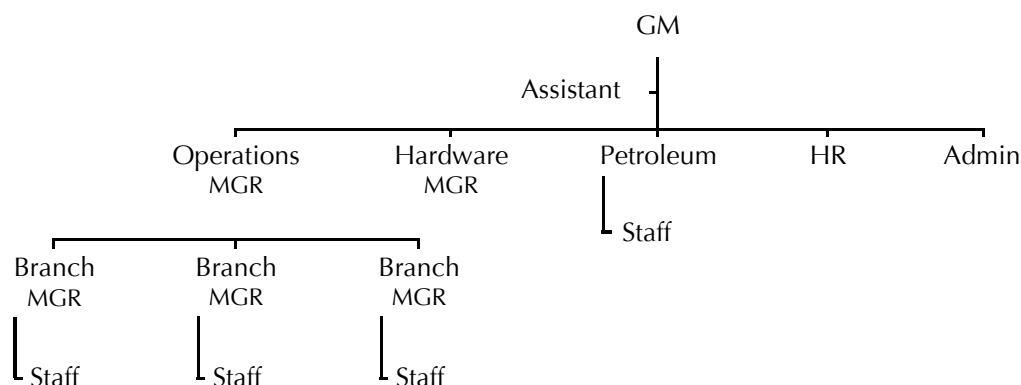 GM
Assistant
Operations
MGR
Hardware
MGR
Petroleum
HR
Admin
Staff
Branch
MGR
Branch
MGR
Branch
MGR
Staff
Staff
Staff